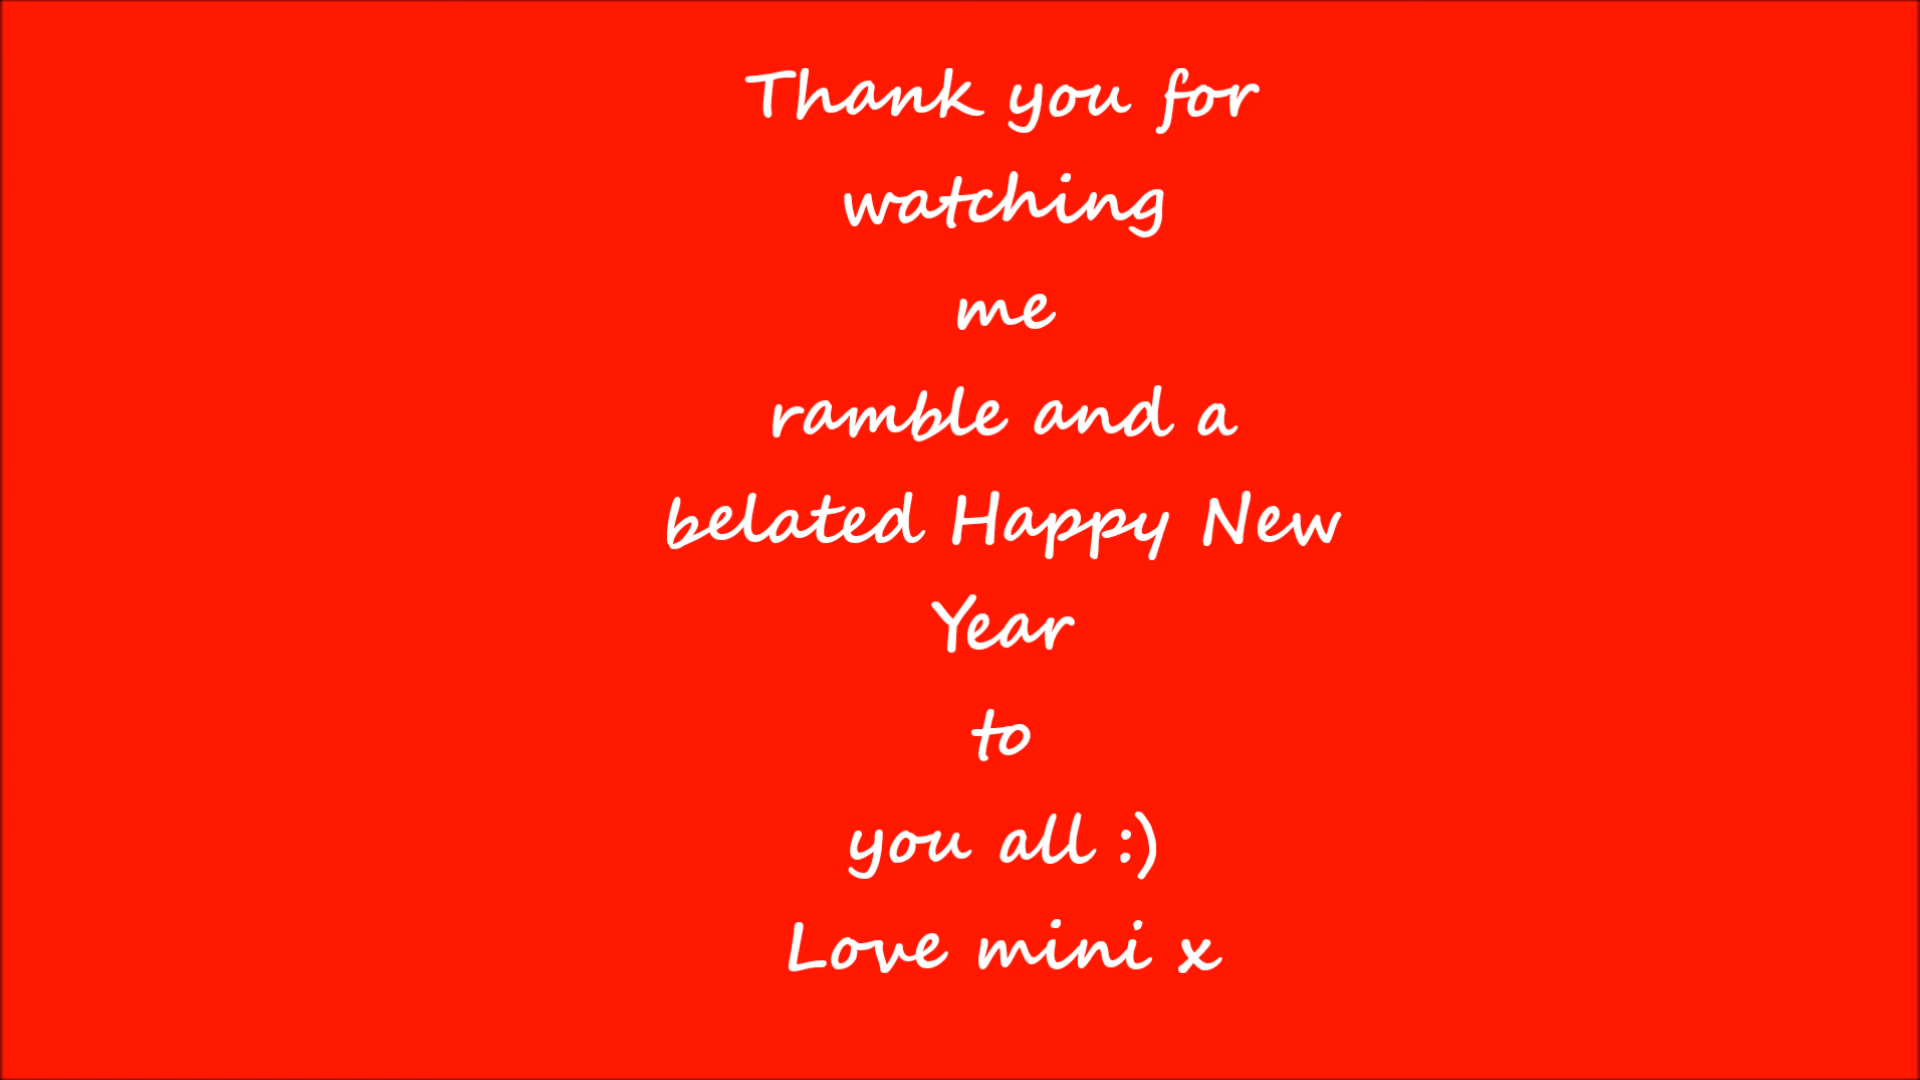 Thank you for
watching
me
ramble and a
belated Happy New
Year
to
you all :)
Love mini x